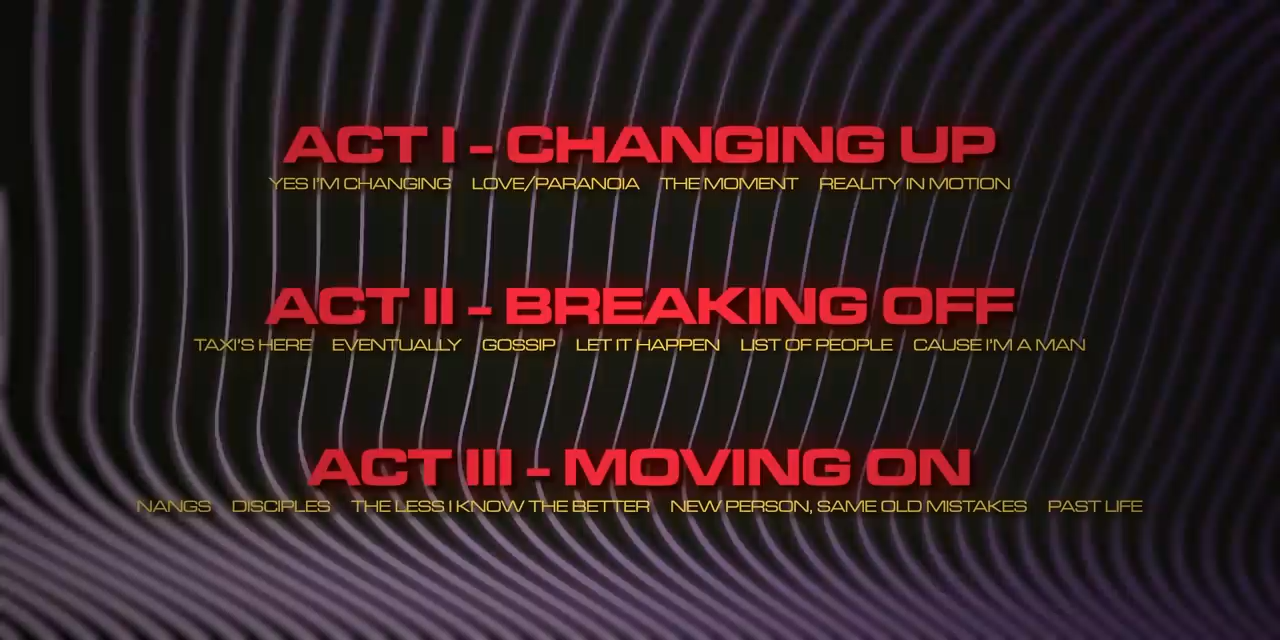 ACT I - CHANGING UP
YES I'M CHANGING LOVE/PARANOIA THE MOMENT REALITY IN MOTION
ACT II - BREAKING OFF
TAXI'S HERE EVENTUALLY GOSSIP LET IT HAPPEN LIST OF PEOPLE CAUSE I'M A MAN
ACT III - MOVING ON
NANGS DISCIPLES THE LESS I KNOW THE BETTER NEW PERSON, SAME OLD MISTAKES PAST LIFE